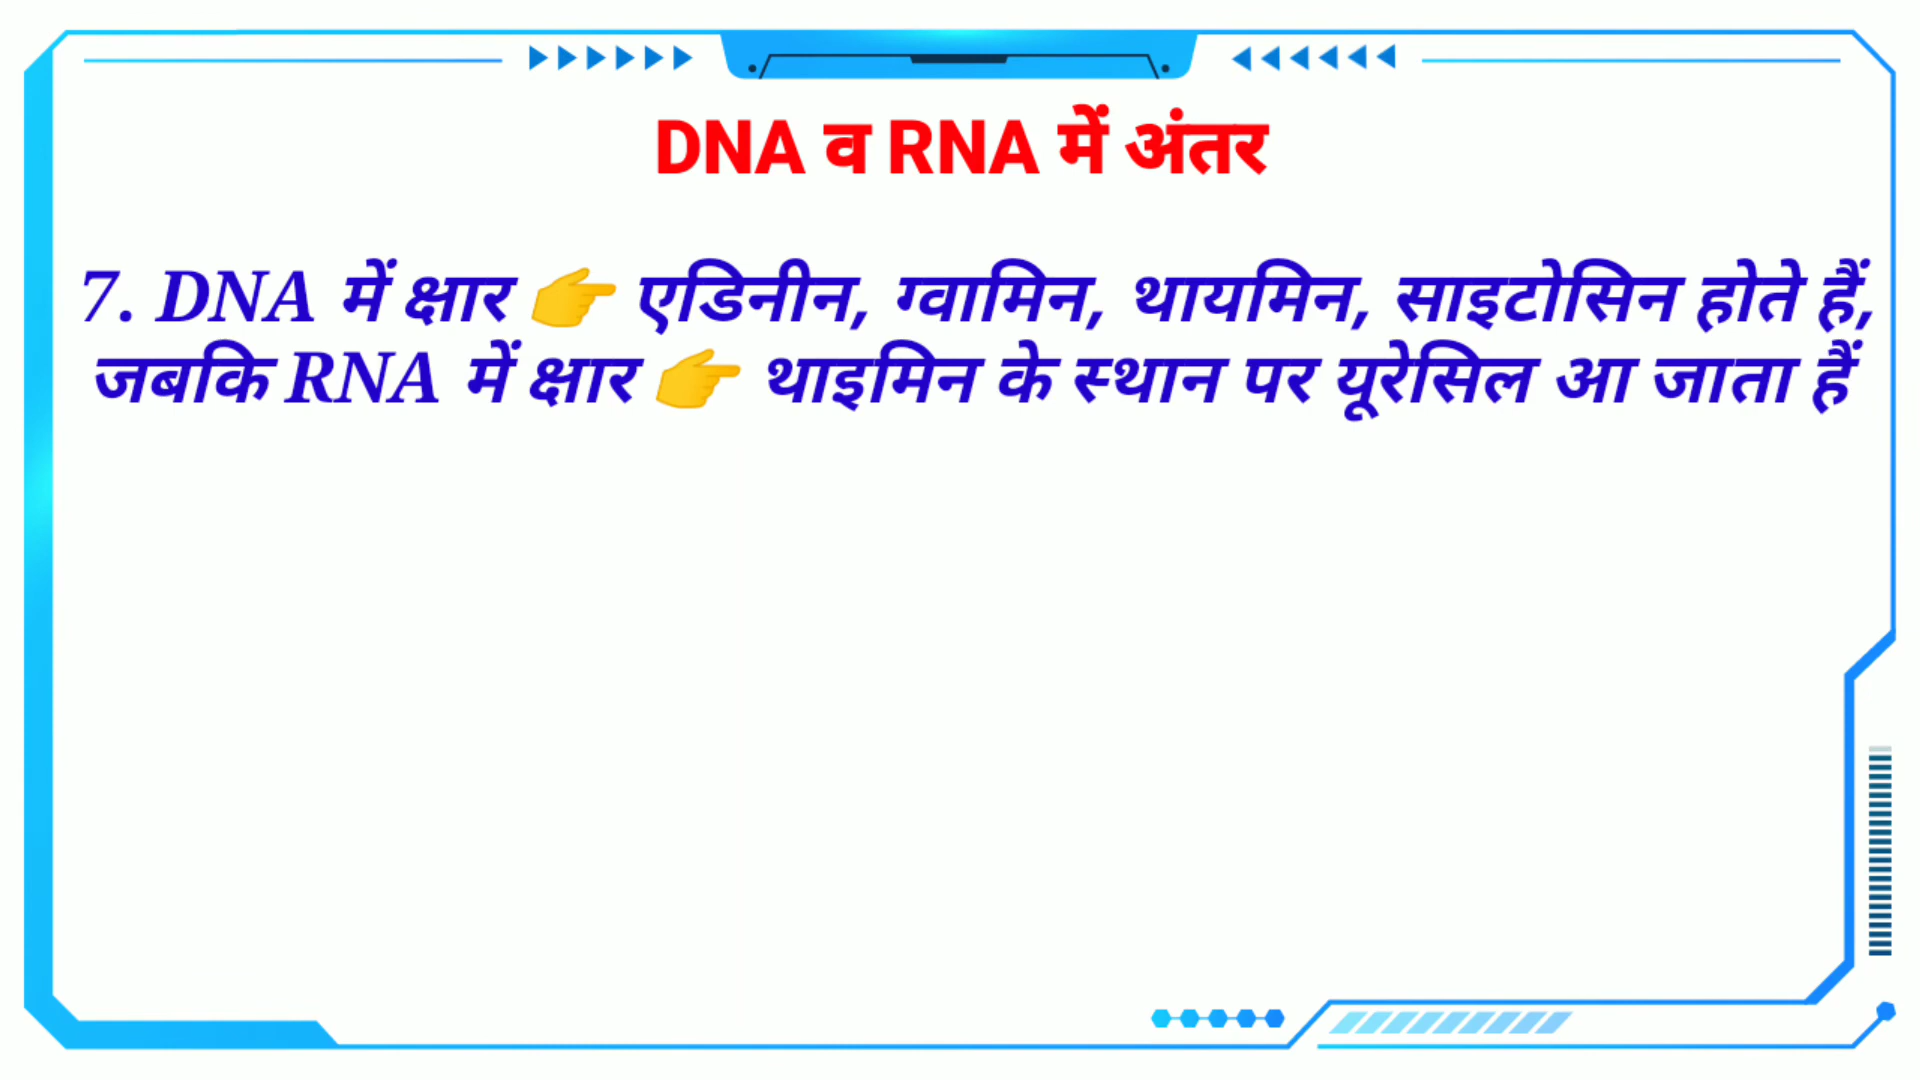 DNA व RNA में अंतर
7. DNA में क्षार 👉 एडिनीन, ग्वामिन, थायमिन, साइटोसिन होते हैं,
जबकि RNA में क्षार 👉 थाइमिन के स्थान पर यूरेसिल आ जाता हैं